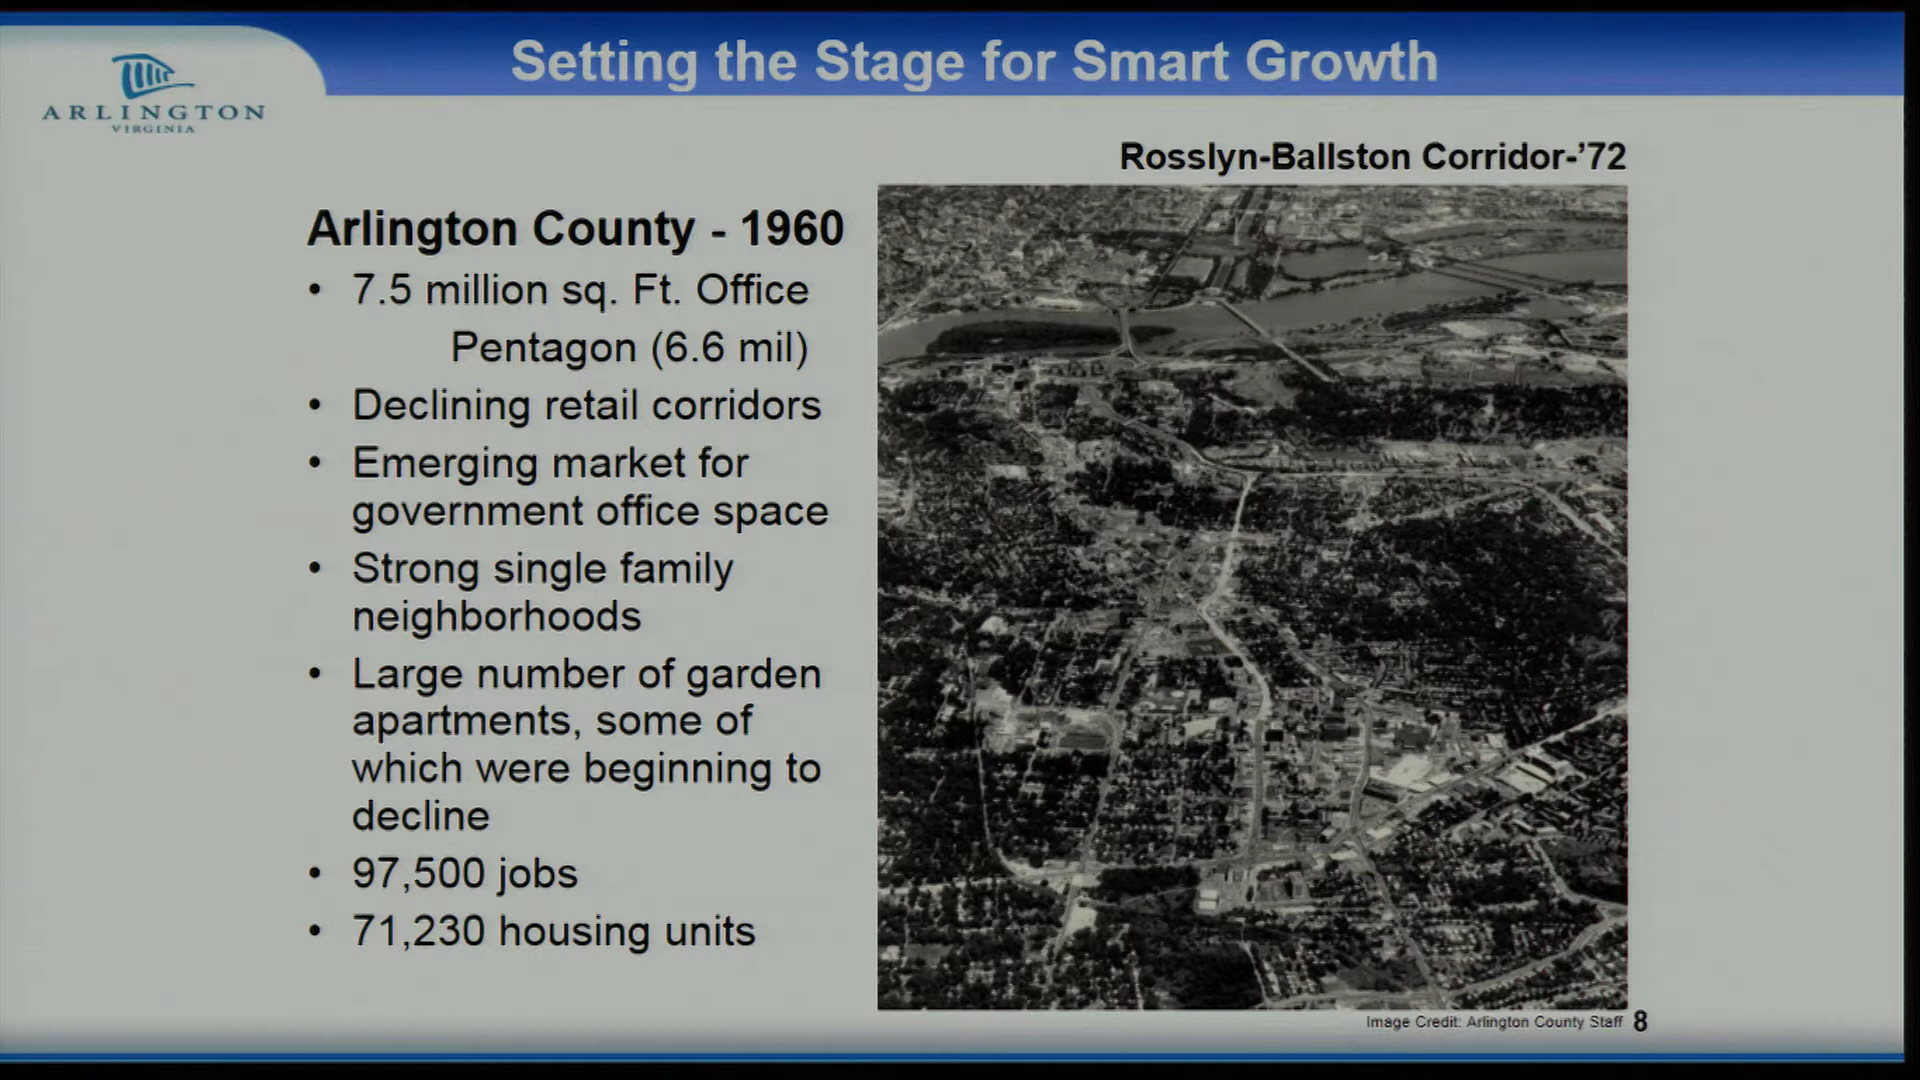 Setting the Stage for Smart Growth
ARLINGTON
VIRGINIA
Rosslyn-Ballston Corridor-’72
Arlington County - 1960
• 7.5 million sq. Ft. Office
Pentagon (6.6 mil)
• Declining retail corridors
• Emerging market for
government office space
• Strong single family
neighborhoods
• Large number of garden
apartments, some of
which were beginning to
decline
• 97,500 jobs
• 71,230 housing units
Image Credit: Arlington County Staff
8